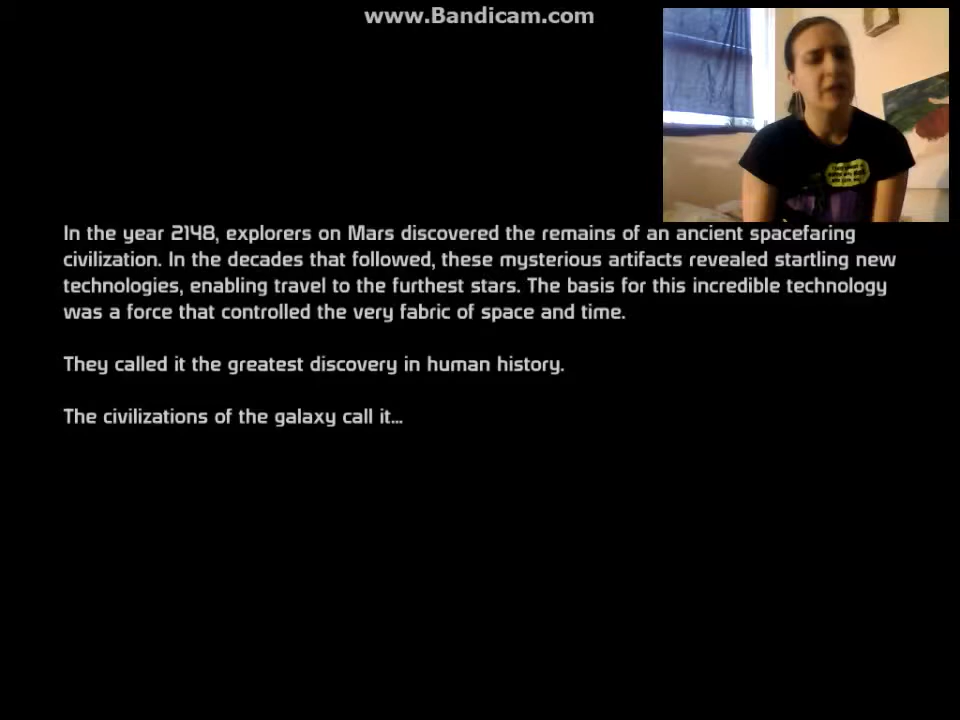 www.Bandicam.com
In the year 2148, explorers on Mars discovered the remains of an ancient spacefaring
civilization. In the decades that followed, these mysterious artifacts revealed startling new
technologies, enabling travel to the furthest stars. The basis for this incredible technology
was a force that controlled the very fabric of space and time.
They called it the greatest discovery in human history.
The civilizations of the galaxy call it...